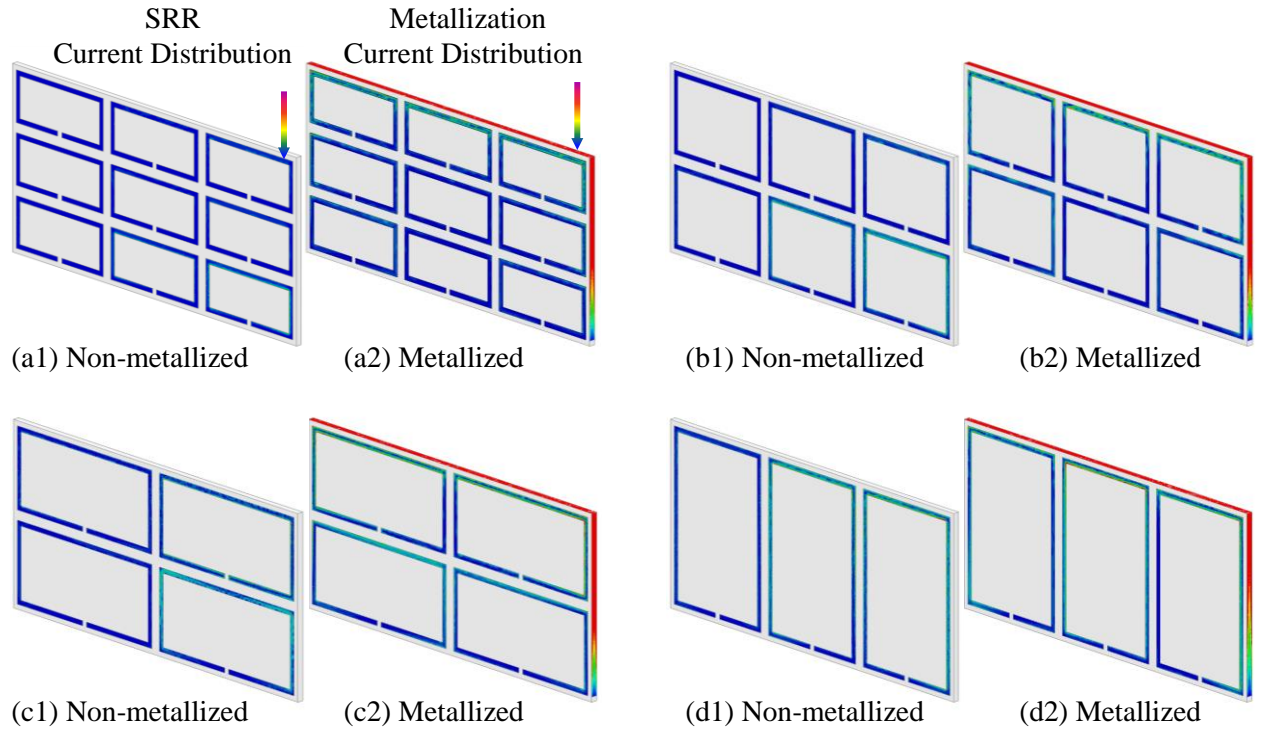 SRR
Current Distribution
Metallization
Current Distribution
(a1) Non-metallized
(a2) Metallized
(b1) Non-metallized
(b2) Metallized
(c1) Non-metallized
(c2) Metallized
(d1) Non-metallized
(d2) Metallized